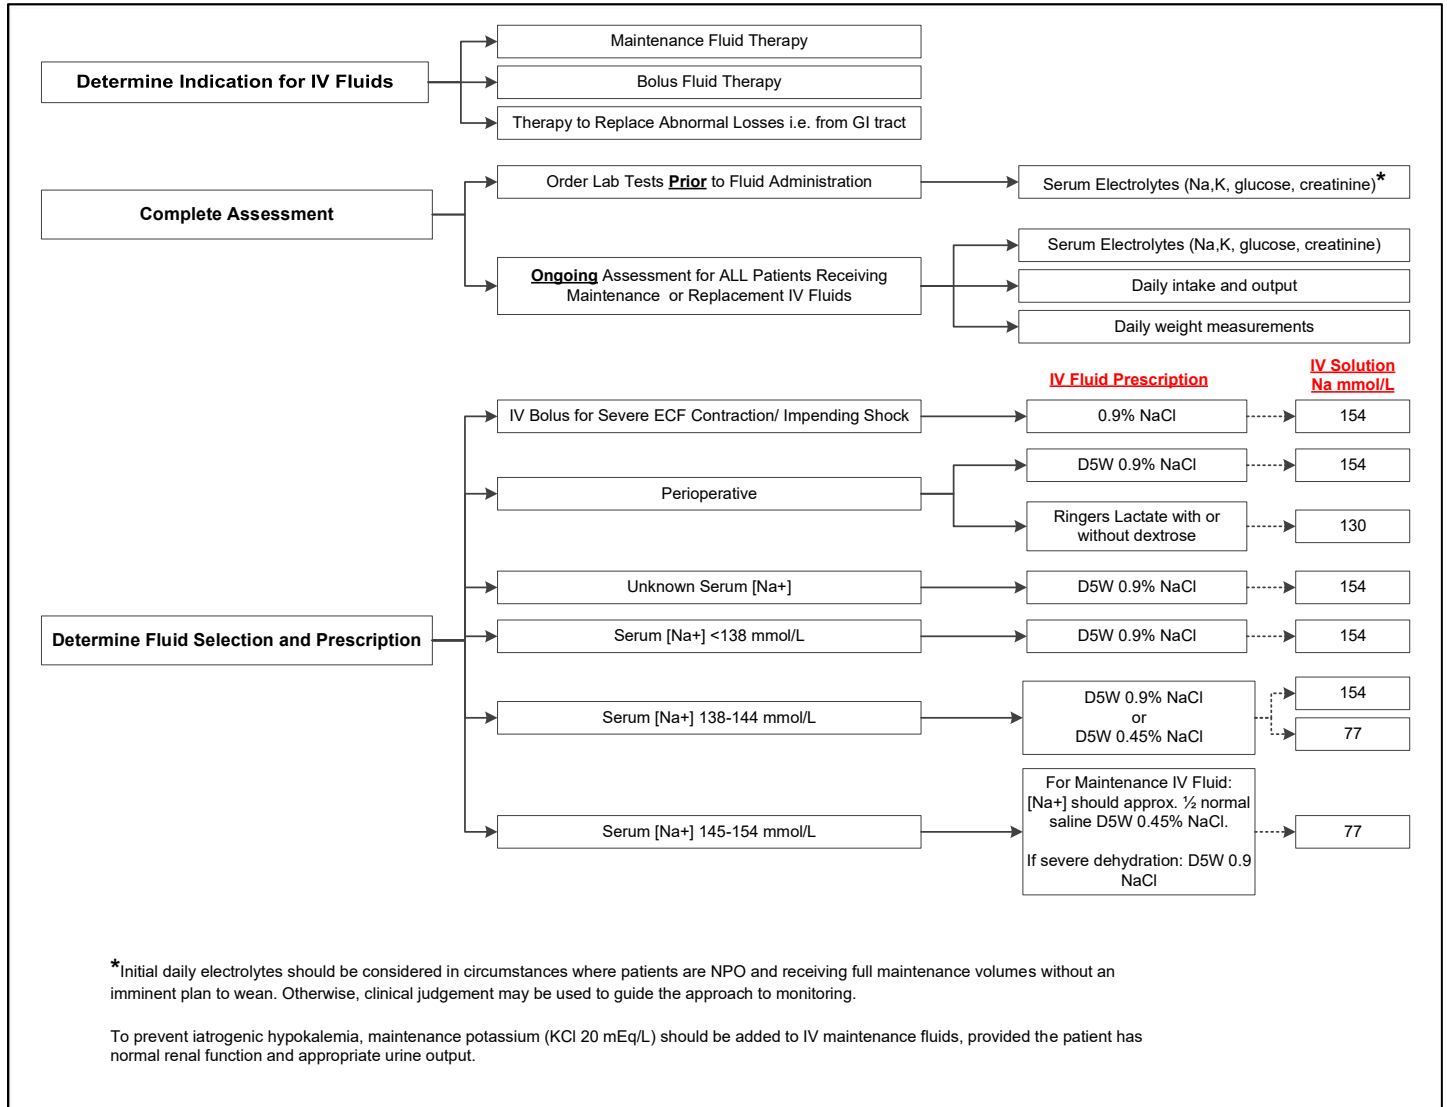 Determine Indication for IV Fluids
Maintenance Fluid Therapy
Bolus Fluid Therapy
Therapy to Replace Abnormal Losses i.e. from GI tract
Complete Assessment
Order Lab Tests Prior to Fluid Administration
Serum Electrolytes (Na,K, glucose, creatinine)*
Ongoing Assessment for ALL Patients Receiving
Maintenance or Replacement IV Fluids
Serum Electrolytes (Na,K, glucose, creatinine)
Daily intake and output
Daily weight measurements
IV Fluid Prescription
IV Solution
Na mmol/L
Determine Fluid Selection and Prescription
IV Bolus for Severe ECF Contraction/ Impending Shock
0.9% NaCl
154
Perioperative
D5W 0.9% NaCl
154
Ringers Lactate with or
without dextrose
130
Unknown Serum [Na+]
D5W 0.9% NaCl
154
Serum [Na+] <138 mmol/L
D5W 0.9% NaCl
154
Serum [Na+] 138-144 mmol/L
D5W 0.9% NaCl
or
D5W 0.45% NaCl
154
77
Serum [Na+] 145-154 mmol/L
For Maintenance IV Fluid:
[Na+] should approx. ½ normal
saline D5W 0.45% NaCl.
If severe dehydration: D5W 0.9
NaCl
77
*Initial daily electrolytes should be considered in circumstances where patients are NPO and receiving full maintenance volumes without an
imminent plan to wean. Otherwise, clinical judgement may be used to guide the approach to monitoring.
To prevent iatrogenic hypokalemia, maintenance potassium (KCl 20 mEq/L) should be added to IV maintenance fluids, provided the patient has
normal renal function and appropriate urine output.